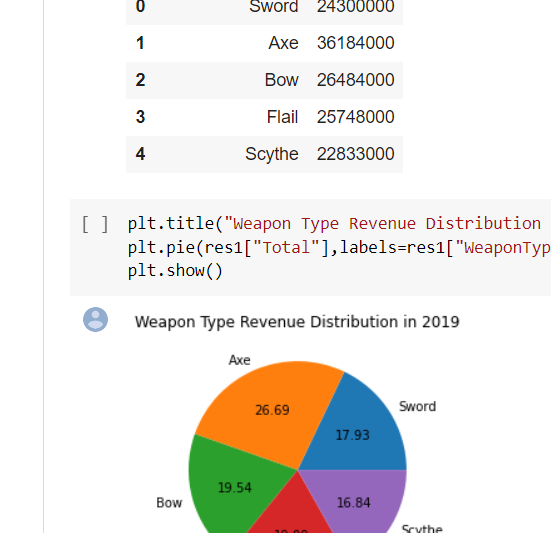 0 Sword 24300000
1 Axe 36184000
2 Bow 26484000
3 Flail 25748000
4 Scythe 22833000
[ ] plt.title("Weapon Type Revenue Distribution
plt.pie(res1["Total"],labels=res1["WeaponTyp
plt.show()
Weapon Type Revenue Distribution in 2019
Axe
26.69
Sword
17.93
19.54
Bow
16.84
Scythe